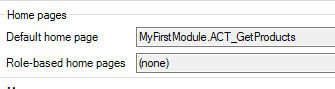 Home pages
Default home page MyFirstModule.ACT_GetProducts
Role-based home pages (none)